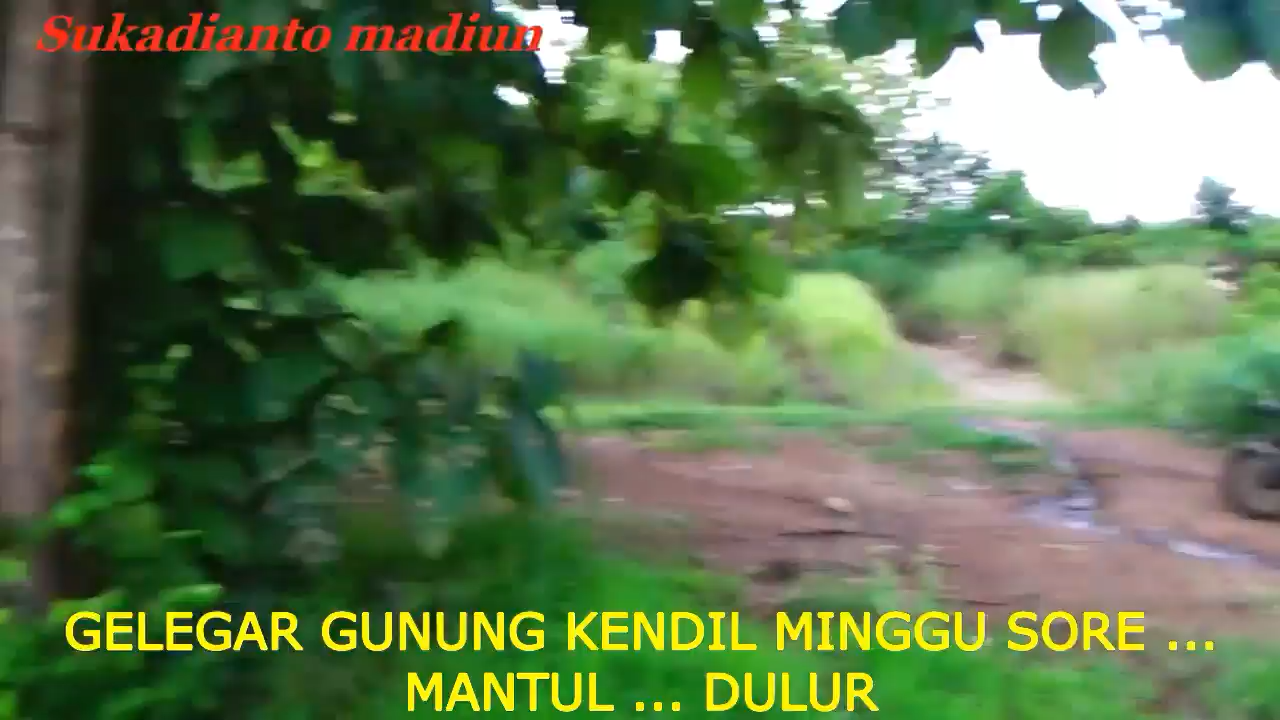 Sukadianto madiun
GELEGAR GUNUNG KENDIL MINGGU SORE ...
MANTUL ... DULUR